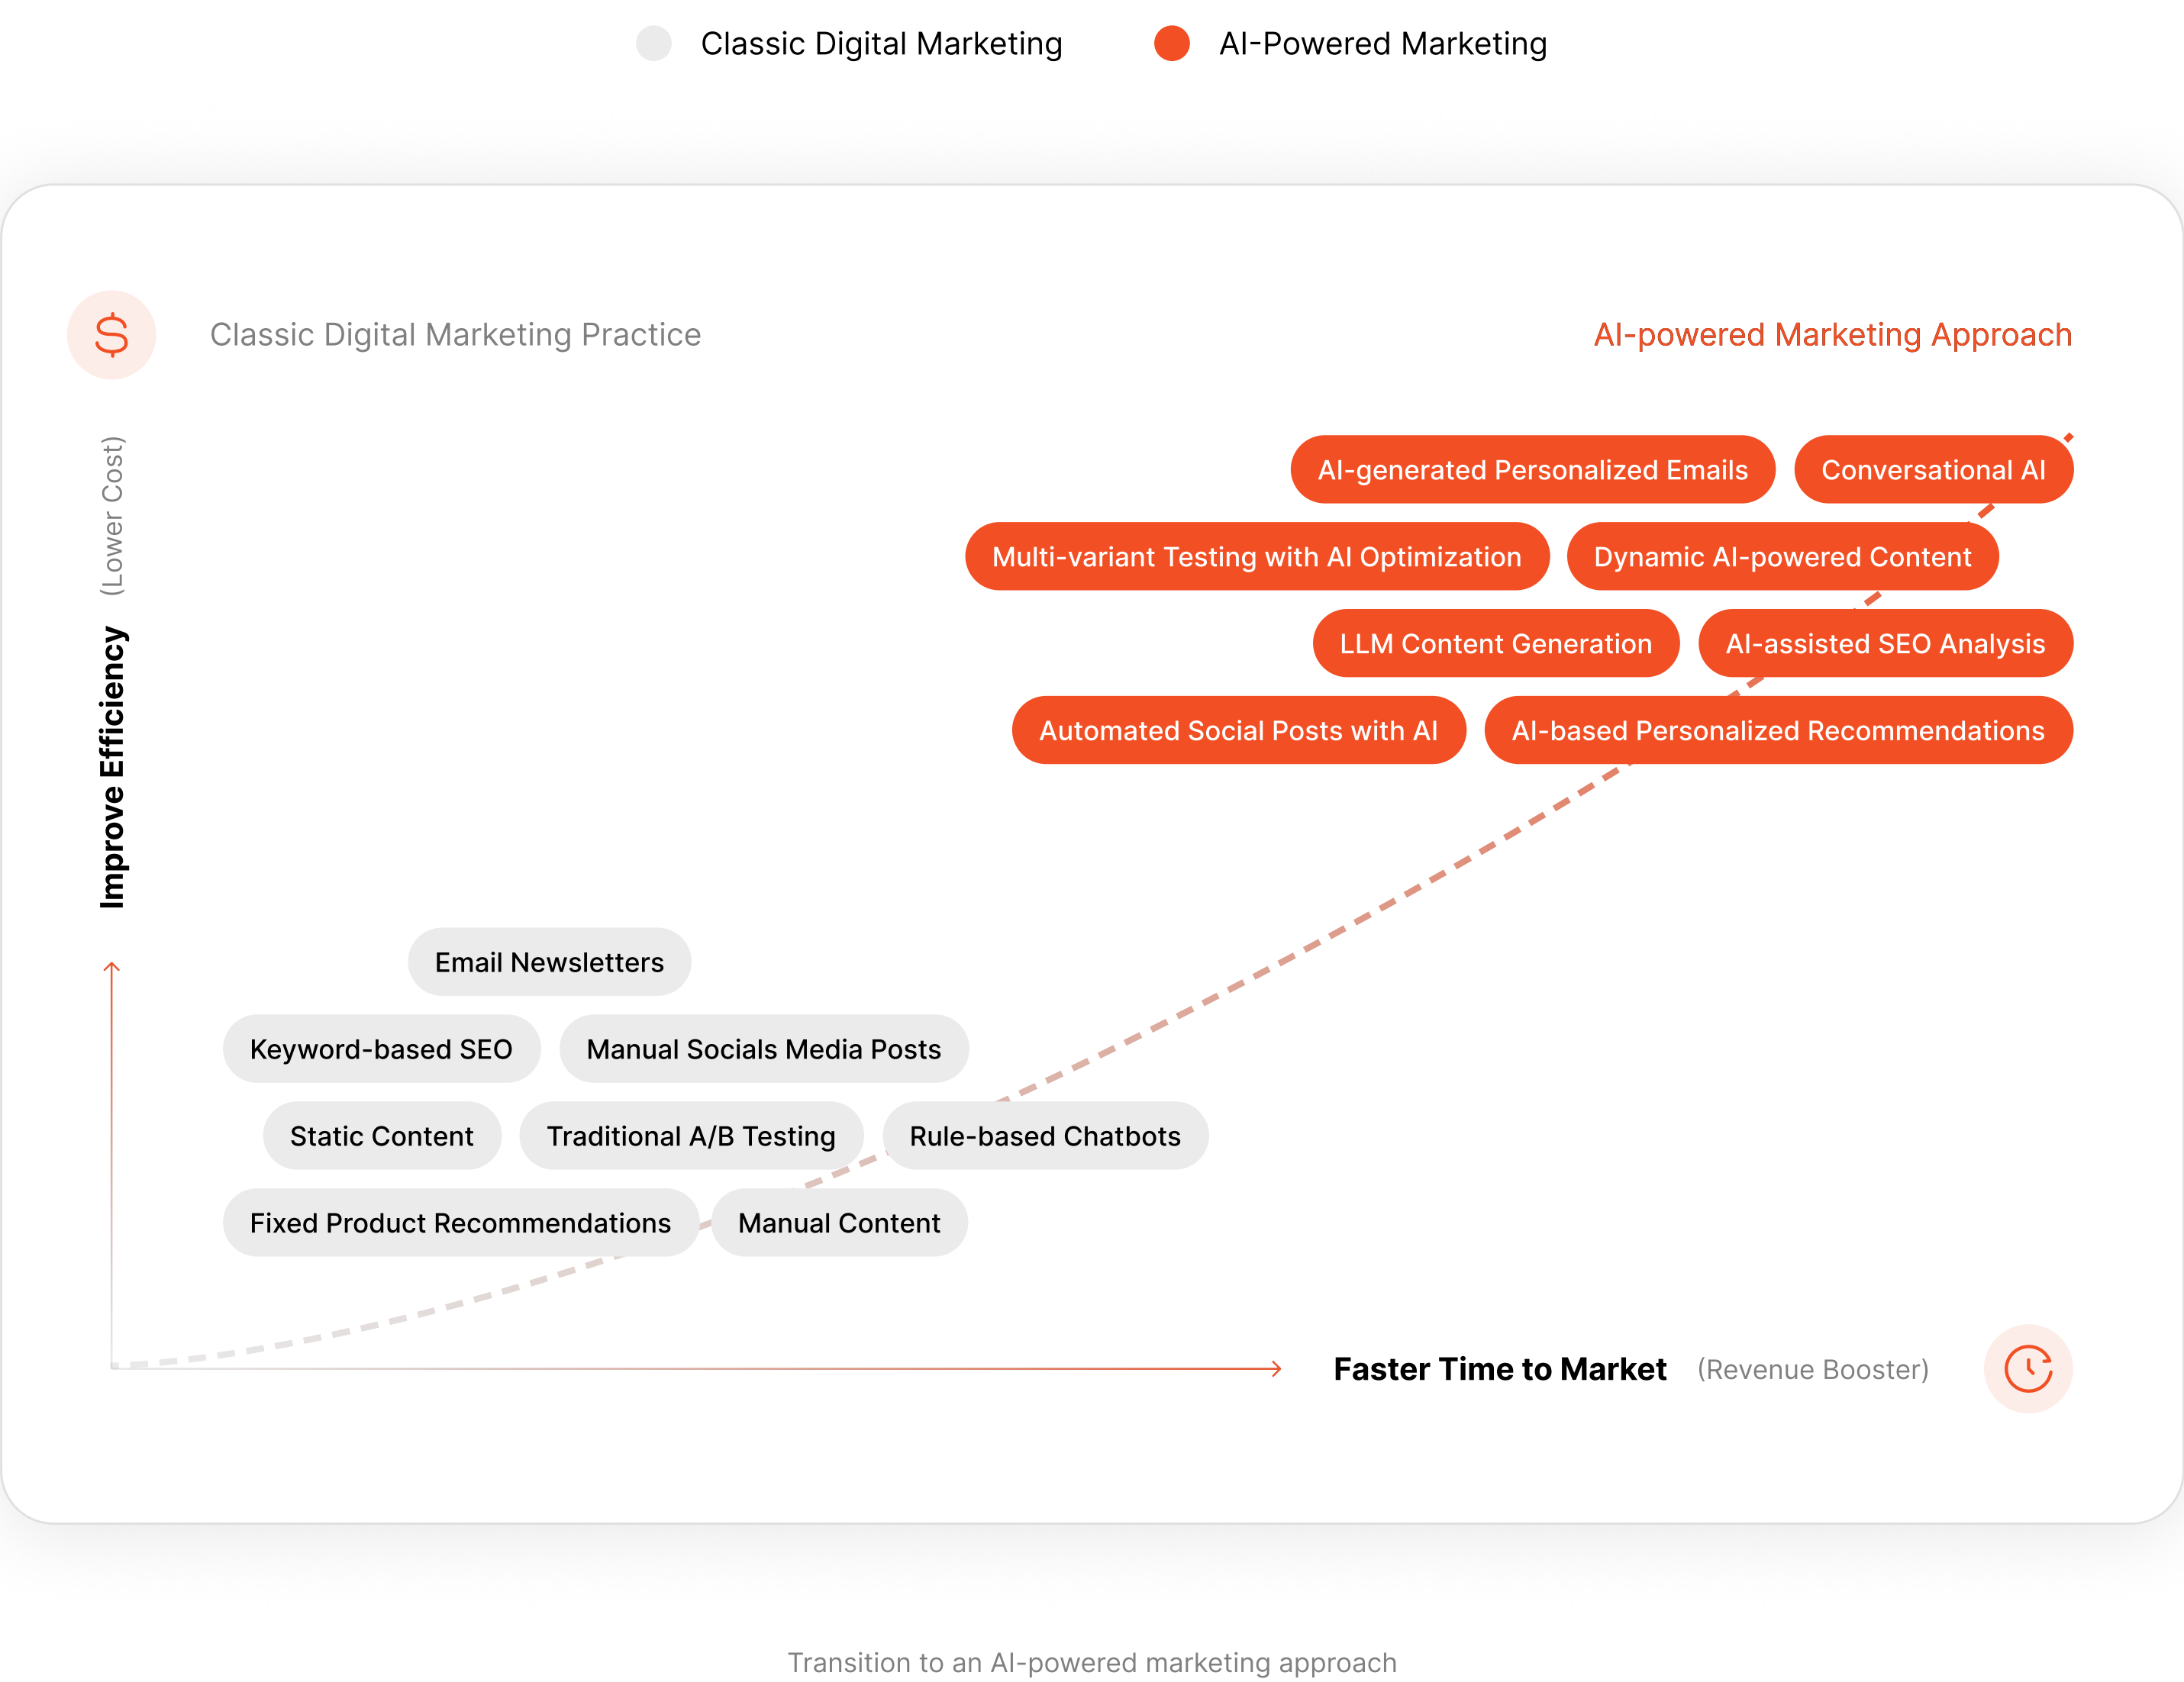 Classic Digital Marketing
AI-Powered Marketing
Classic Digital Marketing Practice
AI-powered Marketing Approach
Improve Efficiency (Lower Cost)
AI-generated Personalized Emails
Conversational AI
Multi-variant Testing with AI Optimization
Dynamic AI-powered Content
LLM Content Generation
AI-assisted SEO Analysis
Automated Social Posts with AI
AI-based Personalized Recommendations
Email Newsletters
Keyword-based SEO
Manual Socials Media Posts
Static Content
Traditional A/B Testing
Rule-based Chatbots
Fixed Product Recommendations
Manual Content
Faster Time to Market (Revenue Booster)
Transition to an AI-powered marketing approach